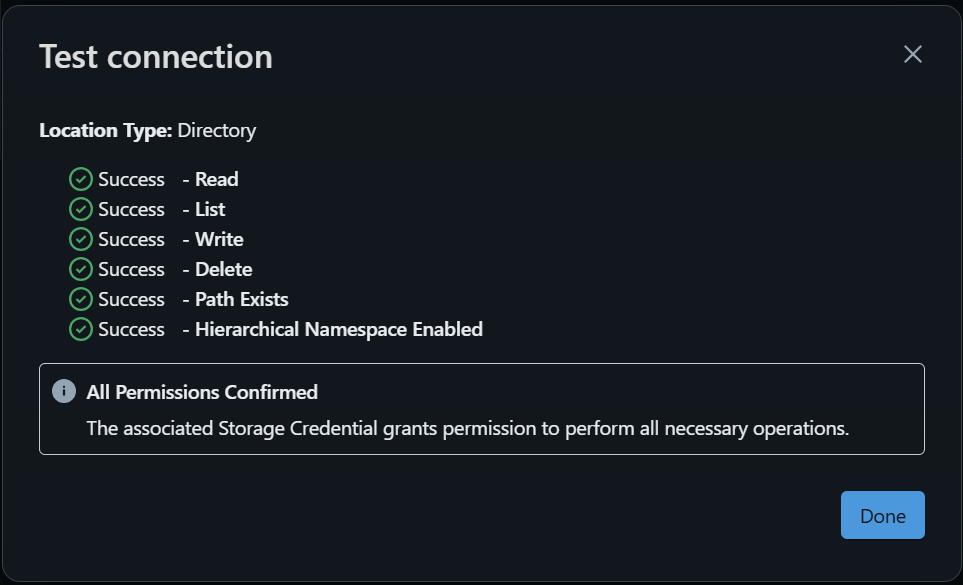 Test connection
Location Type: Directory
Success - Read
Success - List
Success - Write
Success - Delete
Success - Path Exists
Success - Hierarchical Namespace Enabled
All Permissions Confirmed
The associated Storage Credential grants permission to perform all necessary operations.
Done